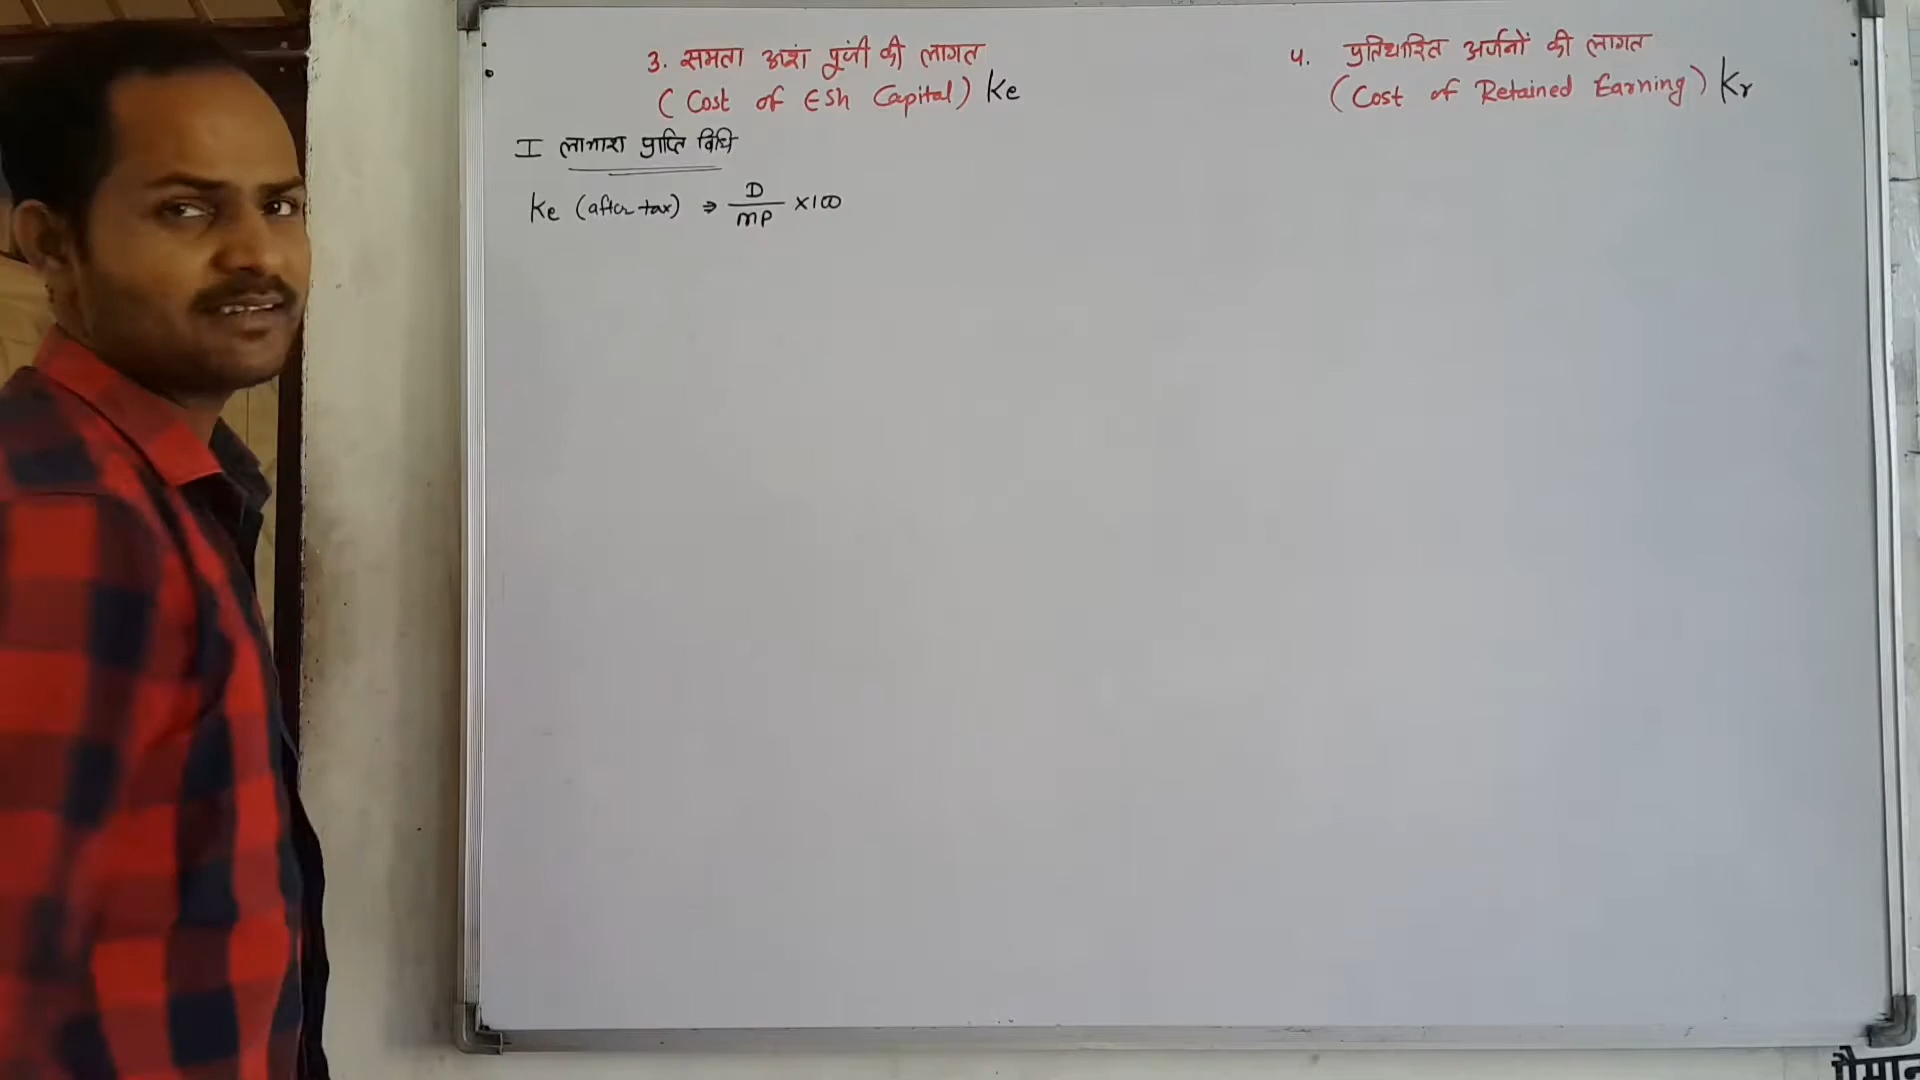 3. समता अंश पूंजी की लागत
(Cost of ESh Capital) Ke
I लाभांश प्राप्ति विधि
Ke (after tax) ⇒ D/MP ×100
4. प्रतिधारित अर्जनों की लागत
(Cost of Retained Earning) Kr